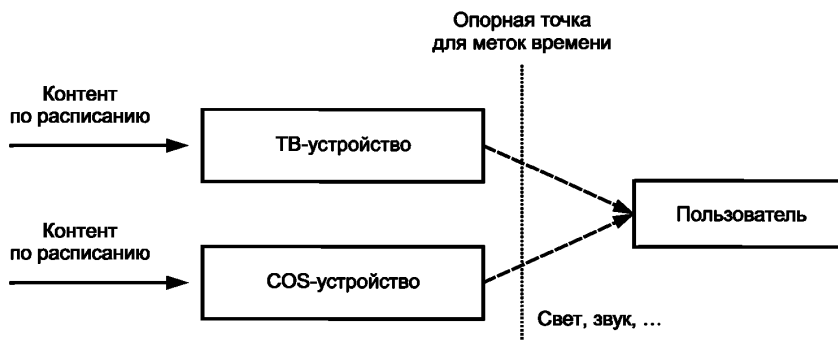 Опорная точка
для меток времени
Контент
по расписанию
ТВ-устройство
Пользователь
Контент
по расписанию
COS-устройство
Свет, звук, ...